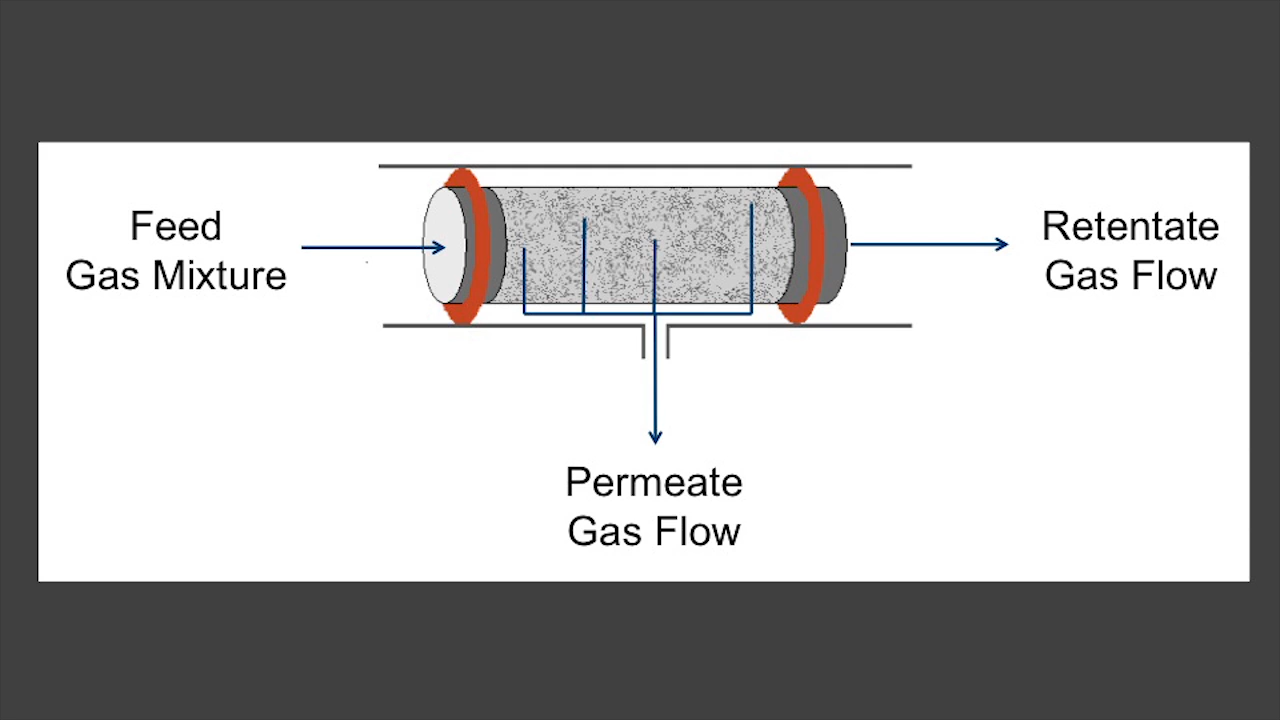 Feed
Gas Mixture
Retentate
Gas Flow
Permeate
Gas Flow